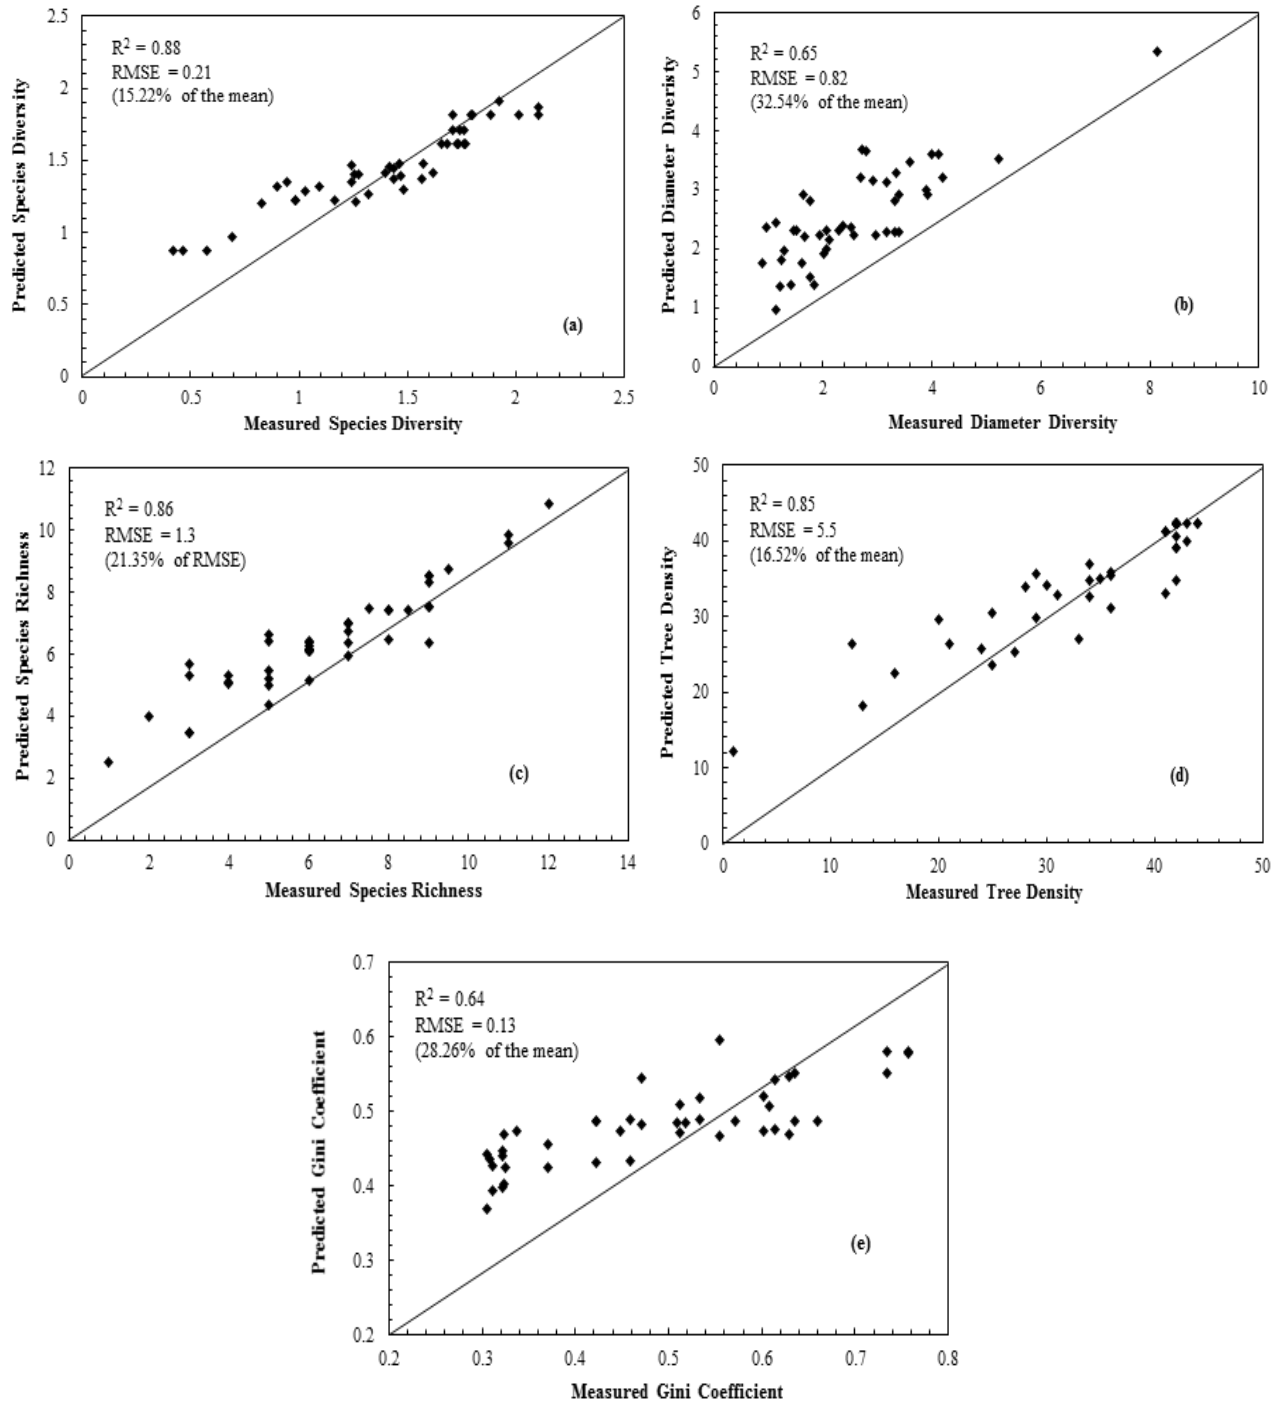 2.5
2
1.5
1
0.5
0
Predicted Species Diversity
R² = 0.88
RMSE = 0.21
(15.22% of the mean)
(a)
0 0.5 1 1.5 2 2.5
Measured Species Diversity
6
5
4
3
2
1
0
Predicted Diameter Diveristy
R² = 0.65
RMSE = 0.82
(32.54% of the mean)
(b)
0 2 4 6 8 10
Measured Diameter Diversity
12
10
8
6
4
2
0
Predicted Species Richness
R² = 0.86
RMSE = 1.3
(21.35% of RMSE)
(c)
0 2 4 6 8 10 12 14
Measured Species Richness
50
40
30
20
10
0
Predicted Tree Density
R² = 0.85
RMSE = 5.5
(16.52% of the mean)
(d)
0 10 20 30 40 50
Measured Tree Density
0.7
0.6
0.5
0.4
0.3
0.2
Predicted Gini Coefficient
R² = 0.64
RMSE = 0.13
(28.26% of the mean)
(e)
0.2 0.3 0.4 0.5 0.6 0.7 0.8
Measured Gini Coefficient